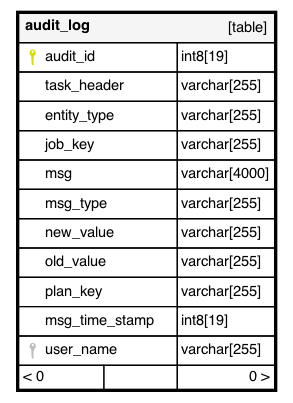 audit_log [table]
audit_id int8[19]
task_header varchar[255]
entity_type varchar[255]
job_key varchar[255]
msg varchar[4000]
msg_type varchar[255]
new_value varchar[255]
old_value varchar[255]
plan_key varchar[255]
msg_time_stamp int8[19]
user_name varchar[255]
< 0 0 >